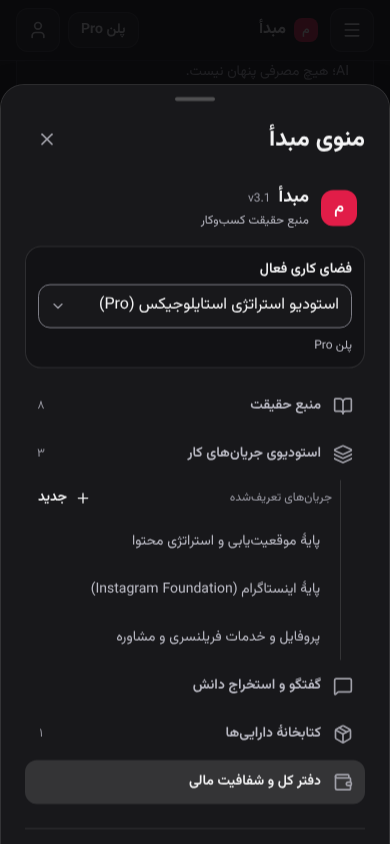 م مبدأ
پلن Pro
AI؛ هیچ مصرفی پنهان نیست.
منوی مبدأ
م
مبدأ v3.1
منبع حقیقت کسب‌وکار
فضای کاری فعال
استودیو استراتژی استایلوجیکس (Pro)
پلن Pro
منبع حقیقت ۸
استودیوی جریان‌های کار ۳
جریان‌های تعریف‌شده + جدید
پایهٔ موقعیت‌یابی و استراتژی محتوا
پایهٔ اینستاگرام (Instagram Foundation)
پروفایل و خدمات فریلنسری و مشاوره
گفتگو و استخراج دانش
کتابخانهٔ دارایی‌ها ۱
دفتر کل و شفافیت مالی